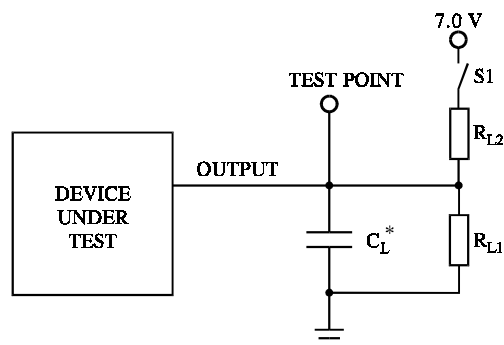 7.0 V
S1
TEST POINT
RL2
OUTPUT
DEVICE
UNDER
TEST
CL*
RL1